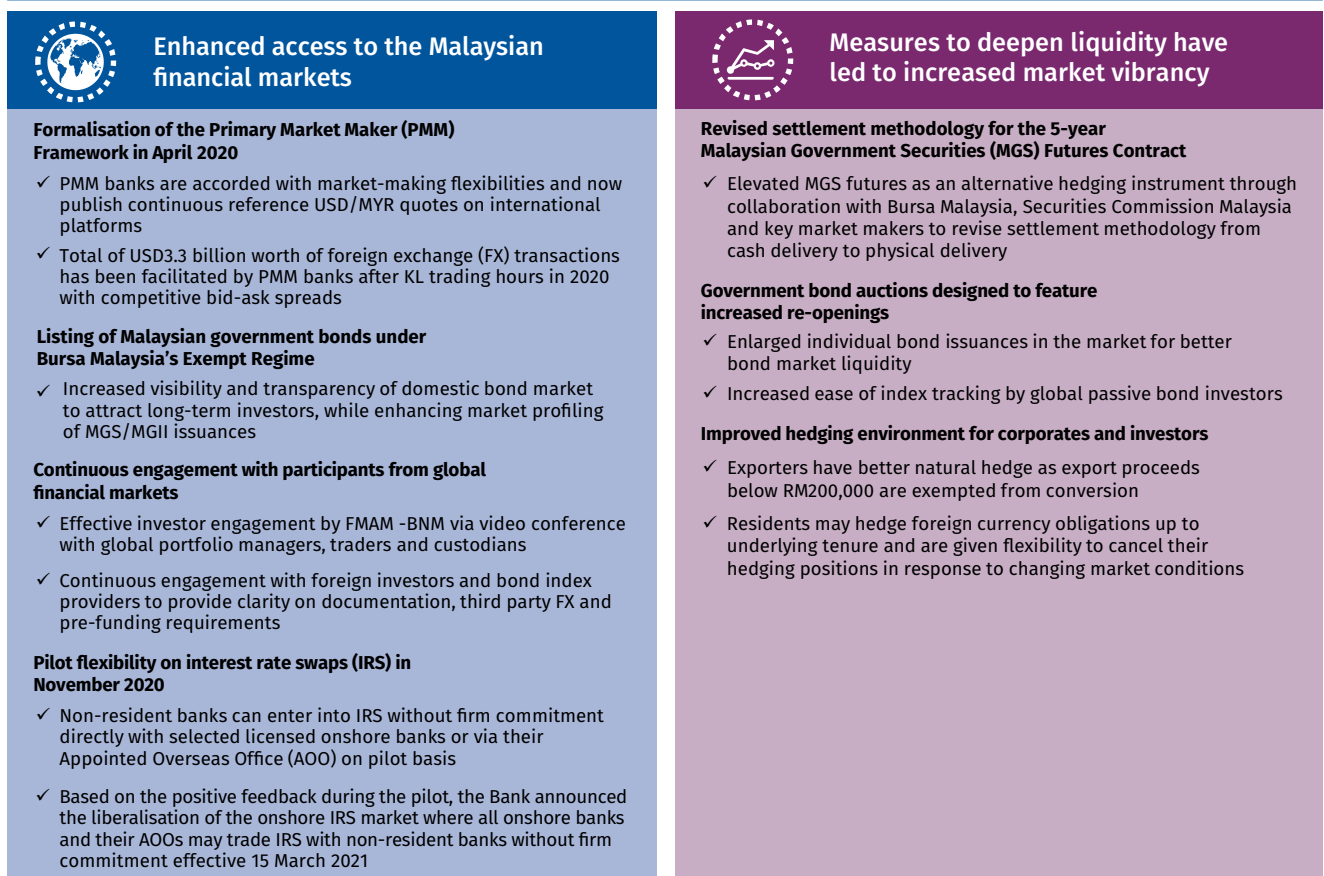 Enhanced access to the Malaysian
financial markets
Formalisation of the Primary Market Maker (PMM)
Framework in April 2020
✓ PMM banks are accorded with market-making flexibilities and now
publish continuous reference USD/MYR quotes on international
platforms
✓ Total of USD3.3 billion worth of foreign exchange (FX) transactions
has been facilitated by PMM banks after KL trading hours in 2020
with competitive bid-ask spreads
Listing of Malaysian government bonds under
Bursa Malaysia's Exempt Regime
✓ Increased visibility and transparency of domestic bond market
to attract long-term investors, while enhancing market profiling
of MGS/MGII issuances
Continuous engagement with participants from global
financial markets
✓ Effective investor engagement by FMAM -BNM via video conference
with global portfolio managers, traders and custodians
✓ Continuous engagement with foreign investors and bond index
providers to provide clarity on documentation, third party FX and
pre-funding requirements
Pilot flexibility on interest rate swaps (IRS) in
November 2020
✓ Non-resident banks can enter into IRS without firm commitment
directly with selected licensed onshore banks or via their
Appointed Overseas Office (AOO) on pilot basis
✓ Based on the positive feedback during the pilot, the Bank announced
the liberalisation of the onshore IRS market where all onshore banks
and their AOOs may trade IRS with non-resident banks without firm
commitment effective 15 March 2021
Measures to deepen liquidity have
led to increased market vibrancy
Revised settlement methodology for the 5-year
Malaysian Government Securities (MGS) Futures Contract
✓ Elevated MGS futures as an alternative hedging instrument through
collaboration with Bursa Malaysia, Securities Commission Malaysia
and key market makers to revise settlement methodology from
cash delivery to physical delivery
Government bond auctions designed to feature
increased re-openings
✓ Enlarged individual bond issuances in the market for better
bond market liquidity
✓ Increased ease of index tracking by global passive bond investors
Improved hedging environment for corporates and investors
✓ Exporters have better natural hedge as export proceeds
below RM200,000 are exempted from conversion
✓ Residents may hedge foreign currency obligations up to
underlying tenure and are given flexibility to cancel their
hedging positions in response to changing market conditions